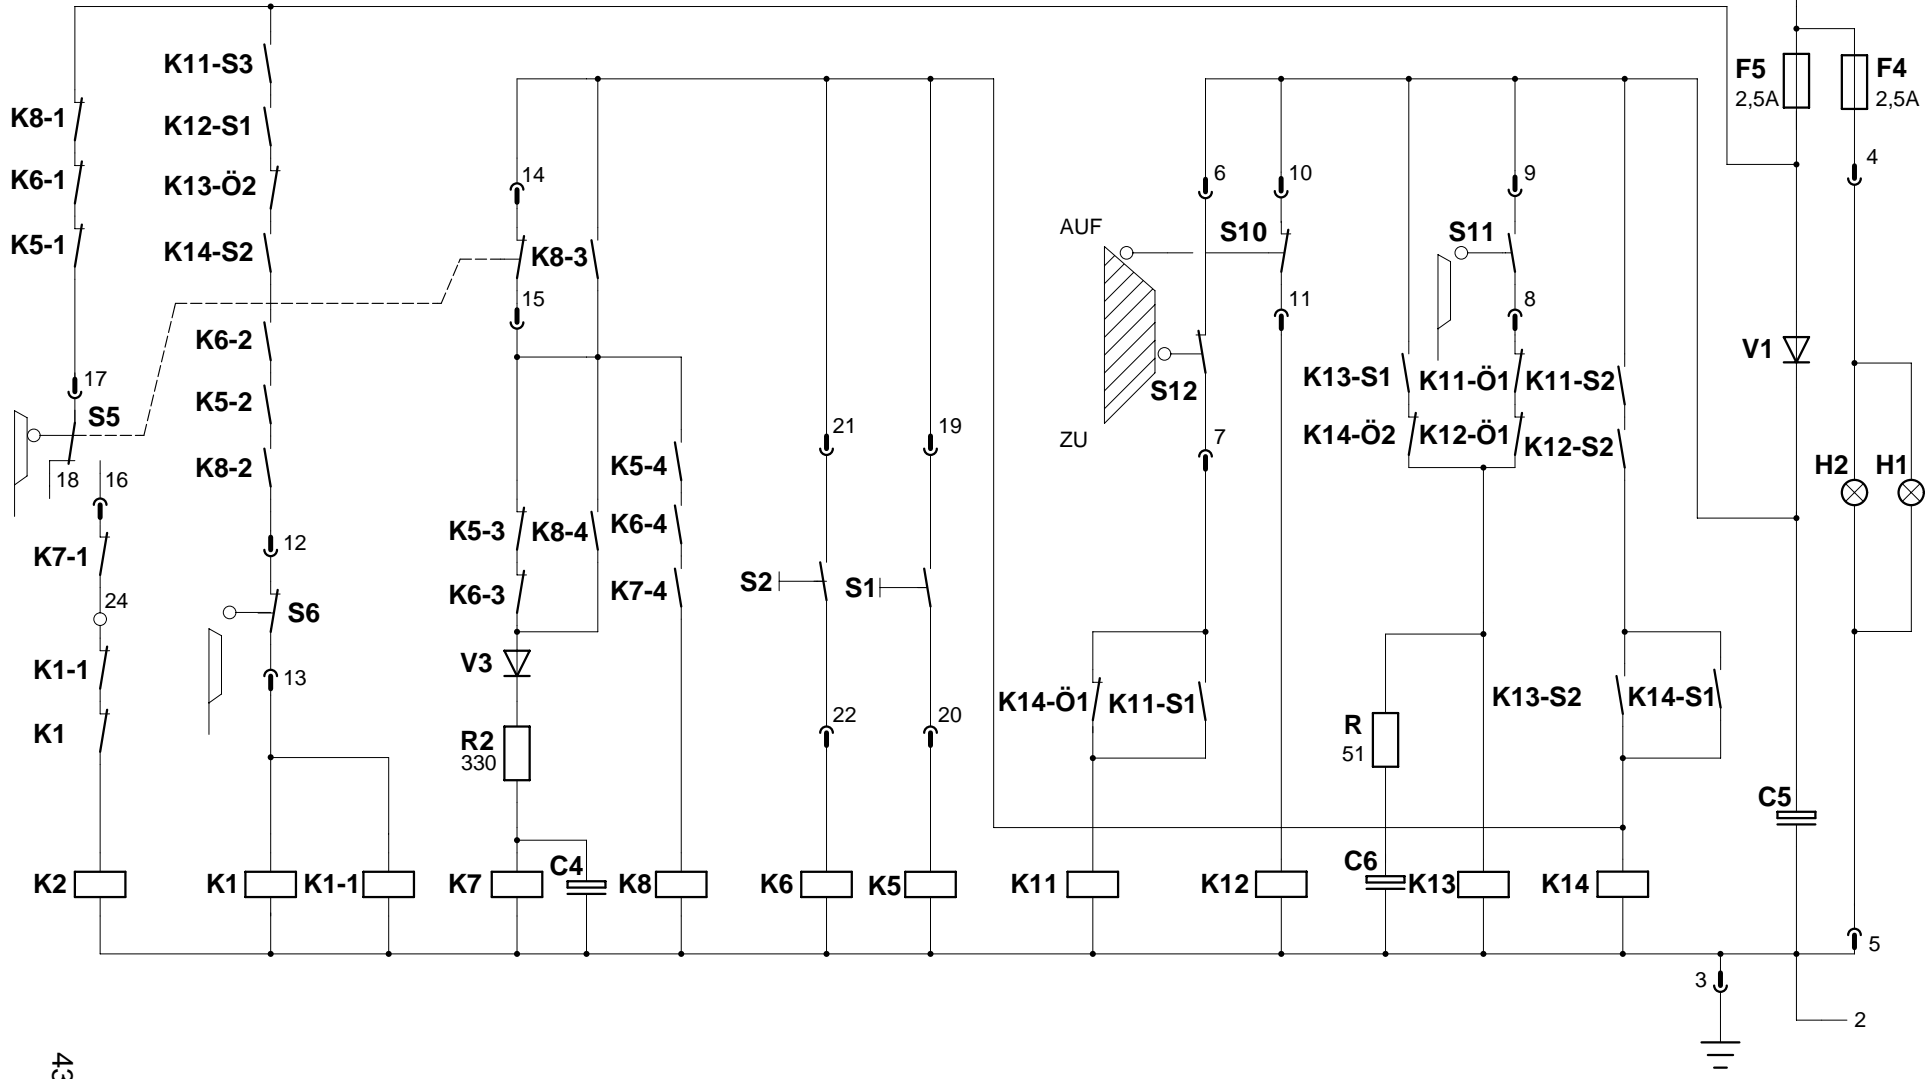 K11-S3
F5
2,5A
F4
2,5A
K8-1
K12-S1
4
K6-1
K13-Ö2
14
6
10
9
K5-1
K14-S2
K8-3
AUF
S10
S11
15
11
8
K6-2
V1
17
S12
K13-S1
K11-Ö1
K11-S2
S5
K5-2
21
19
ZU
7
K14-Ö2
K12-Ö1
K12-S2
18
16
K8-2
K5-4
H2
H1
K7-1
12
K5-3
K8-4
K6-4
24
S6
K6-3
K7-4
S2
S1
K1-1
13
V3
K14-Ö1
K11-S1
K13-S2
K14-S1
K1
R2
330
22
20
R
51
C5
K2
K1
K1-1
K7
C4
K8
K6
K5
K11
K12
C6
K13
K14
5
3
2
43